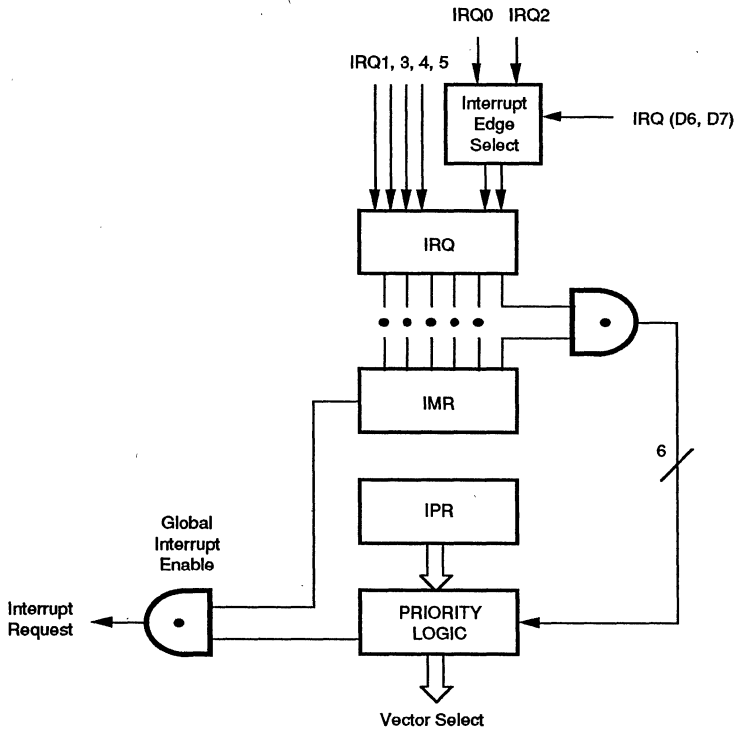 IRQ0 IRQ2
IRQ1, 3, 4, 5
Interrupt
Edge
Select
IRQ (D6, D7)
IRQ
IMR
6
IPR
Global
Interrupt
Enable
Interrupt
Request
PRIORITY
LOGIC
Vector Select